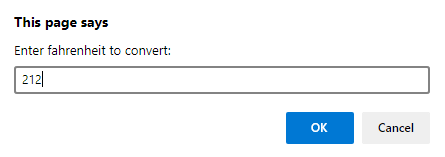 This page says
Enter fahrenheit to convert:
212
OK Cancel